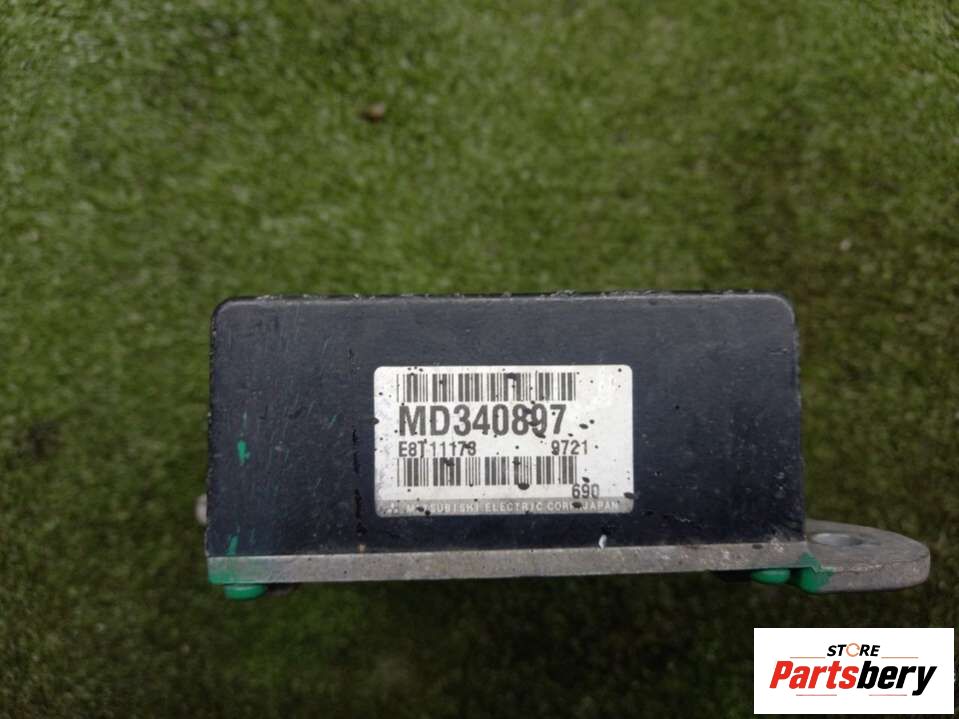 MD340897
E8T11173 9721
690
MITSUBISHI ELECTRIC CORP. JAPAN
STORE
Partsbery